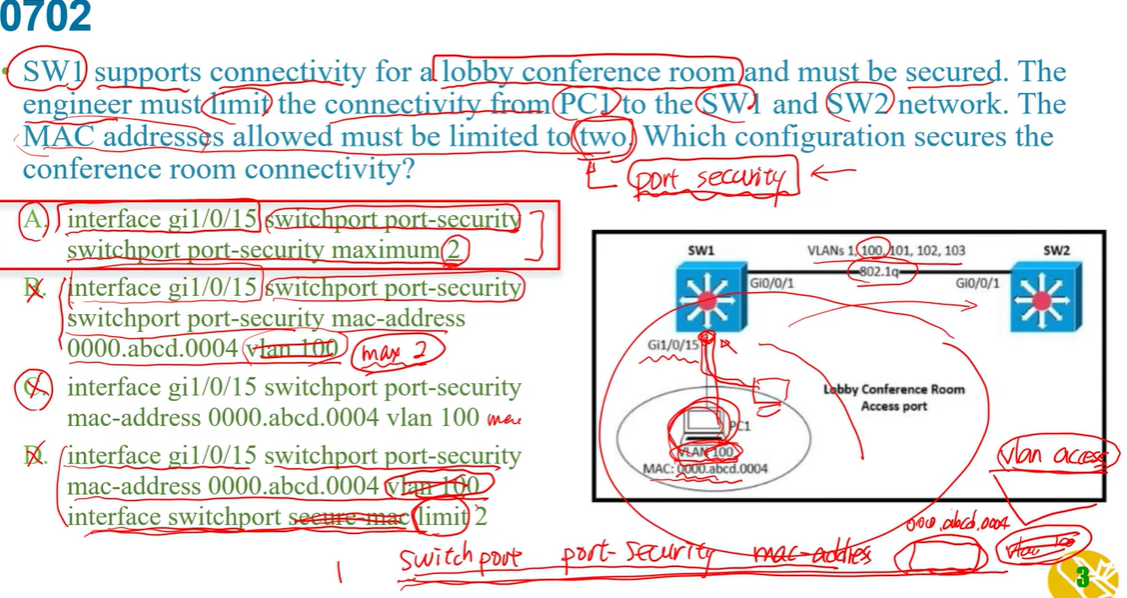 0702
SW1 supports connectivity for a lobby conference room and must be secured. The
engineer must limit the connectivity from PC1 to the SW1 and SW2 network. The
MAC addresses allowed must be limited to two. Which configuration secures the
conference room connectivity?
port security
A. interface gi1/0/15 switchport port-security
switchport port-security maximum 2
B. interface gi1/0/15 switchport port-security
switchport port-security mac-address
0000.abcd.0004 vlan 100 max 2
C. interface gi1/0/15 switchport port-security
mac-address 0000.abcd.0004 vlan 100
D. interface gi1/0/15 switchport port-security
mac-address 0000.abcd.0004 vlan 100
interface switchport secure-mac limit 2
SW1
VLANs 1, 100, 101, 102, 103
SW2
802.1q
Gi0/0/1
Gi0/0/1
Gi1/0/15
Lobby Conference Room
Access port
PC1
VLAN 100
MAC: 0000.abcd.0004
vlan access
switchport port-security mac-addres
3